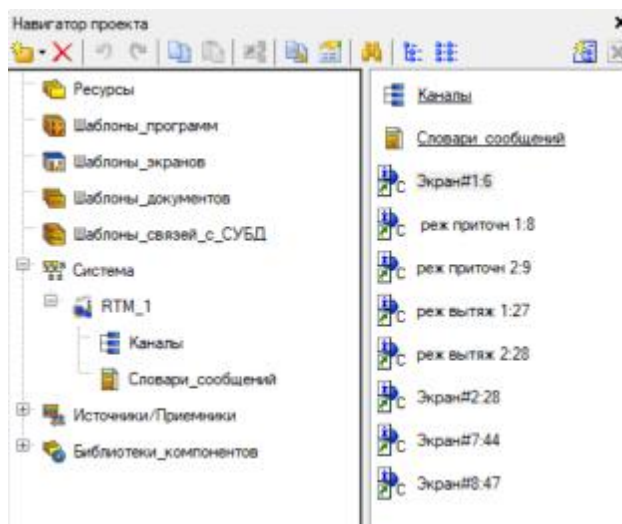 Навигатор проекта
Ресурсы
Шаблоны_программ
Шаблоны_экранов
Шаблоны_документов
Шаблоны_связей_с_СУБД
Система
RTM_1
Каналы
Словари_сообщений
Источники/Приемники
Библиотеки_компонентов
Каналы
Словари_сообщений
Экран#1:6
реж приточн 1:8
реж приточн 2:9
реж вытяж 1:27
реж вытяж 2:28
Экран#2:28
Экран#7:44
Экран#8:47